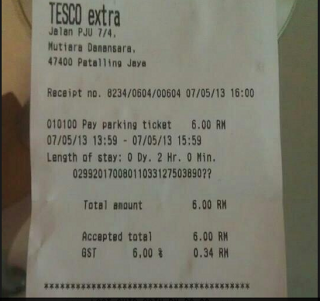 TESCO extra
Jalan PJU 7/4,
Mutiara Damansara,
47400 Petaling Jaya
Receipt no. 8234/0604/00604 07/05/13 16:00
010100 Pay parking ticket 6.00 RM
07/05/13 13:59 - 07/05/13 15:59
Length of stay: 0 Dy. 2 Hr. 0 Min.
02992017008011033127503890??
Total amount 6.00 RM
Accepted total 6.00 RM
GST 6,00 % 0.34 RM
******************************************